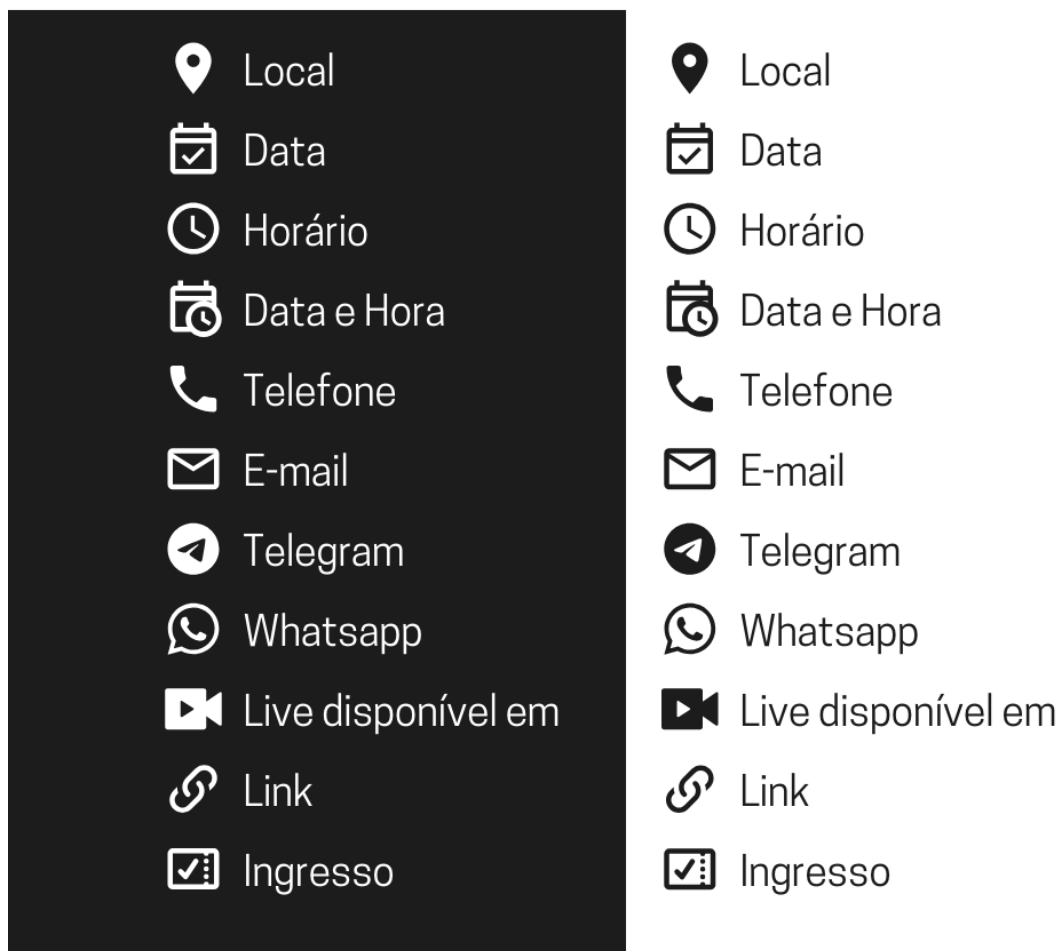 Local
Data
Horário
Data e Hora
Telefone
E-mail
Telegram
Whatsapp
Live disponível em
Link
Ingresso
Local
Data
Horário
Data e Hora
Telefone
E-mail
Telegram
Whatsapp
Live disponível em
Link
Ingresso